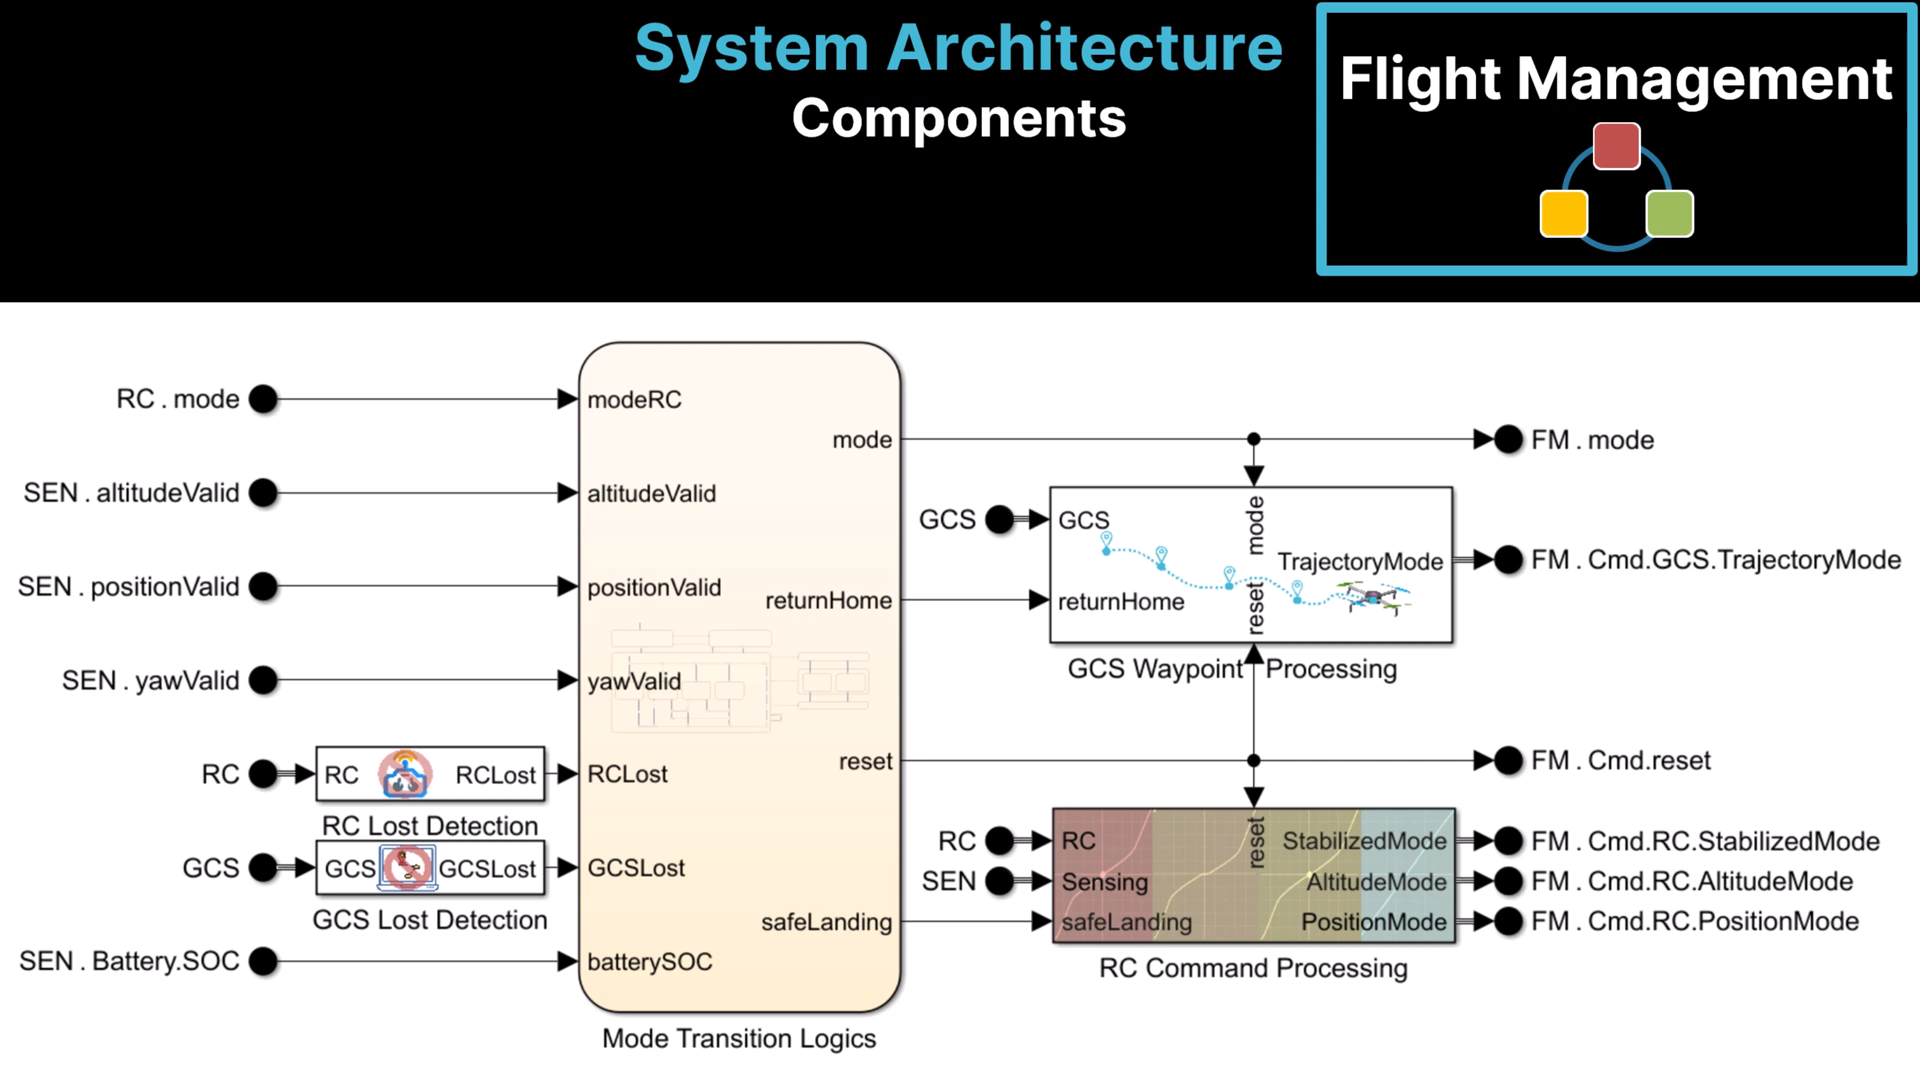 System Architecture
Components
Flight Management
RC . mode
modeRC
mode
FM . mode
SEN . altitudeValid
altitudeValid
GCS
GCS
mode
TrajectoryMode
FM . Cmd.GCS.TrajectoryMode
SEN . positionValid
positionValid
returnHome
returnHome
reset
GCS Waypoint Processing
SEN . yawValid
yawValid
RC
RC
RCLost
RCLost
RC Lost Detection
reset
FM . Cmd.reset
GCS
GCS
GCSLost
GCSLost
GCS Lost Detection
RC
RC
reset
StabilizedMode
FM . Cmd.RC.StabilizedMode
SEN
Sensing
AltitudeMode
FM . Cmd.RC.AltitudeMode
safeLanding
safeLanding
PositionMode
FM . Cmd.RC.PositionMode
RC Command Processing
SEN . Battery.SOC
batterySOC
Mode Transition Logics